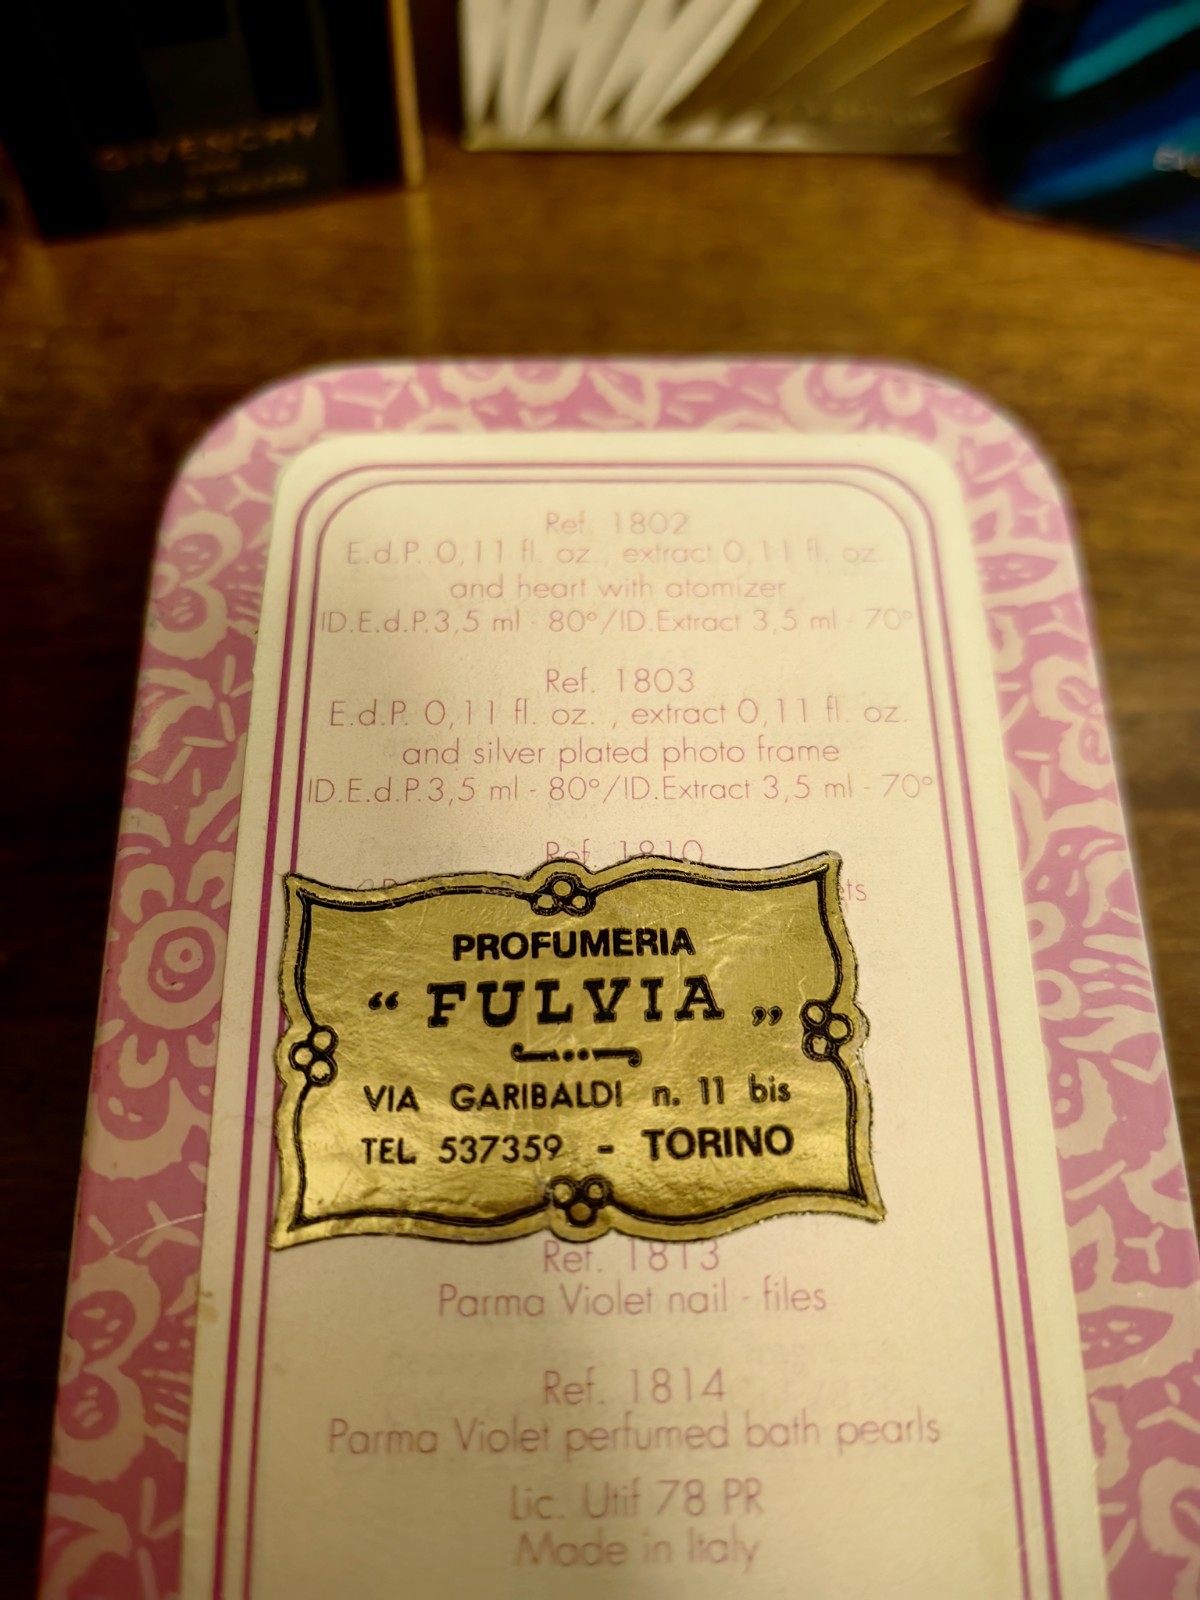 GIVENCHY
Ref. 1802
E.d.P. 0,11 fl. oz., extract 0,11 fl. oz.
and heart with atomizer
ID.E.d.P.3,5 ml - 80°/ID.Extract 3,5 ml - 70°
Ref. 1803
E.d.P. 0,11 fl. oz. , extract 0,11 fl. oz.
and silver plated photo frame
ID.E.d.P.3,5 ml - 80°/ID.Extract 3,5 ml - 70°
Ref. 1810
PROFUMERIA
“ FULVIA „
VIA GARIBALDI n. 11 bis
TEL. 537359 - TORINO
Ref. 1813
Parma Violet nail - files
Ref. 1814
Parma Violet perfumed bath pearls
Lic. Utif 78 PR
Made in Italy